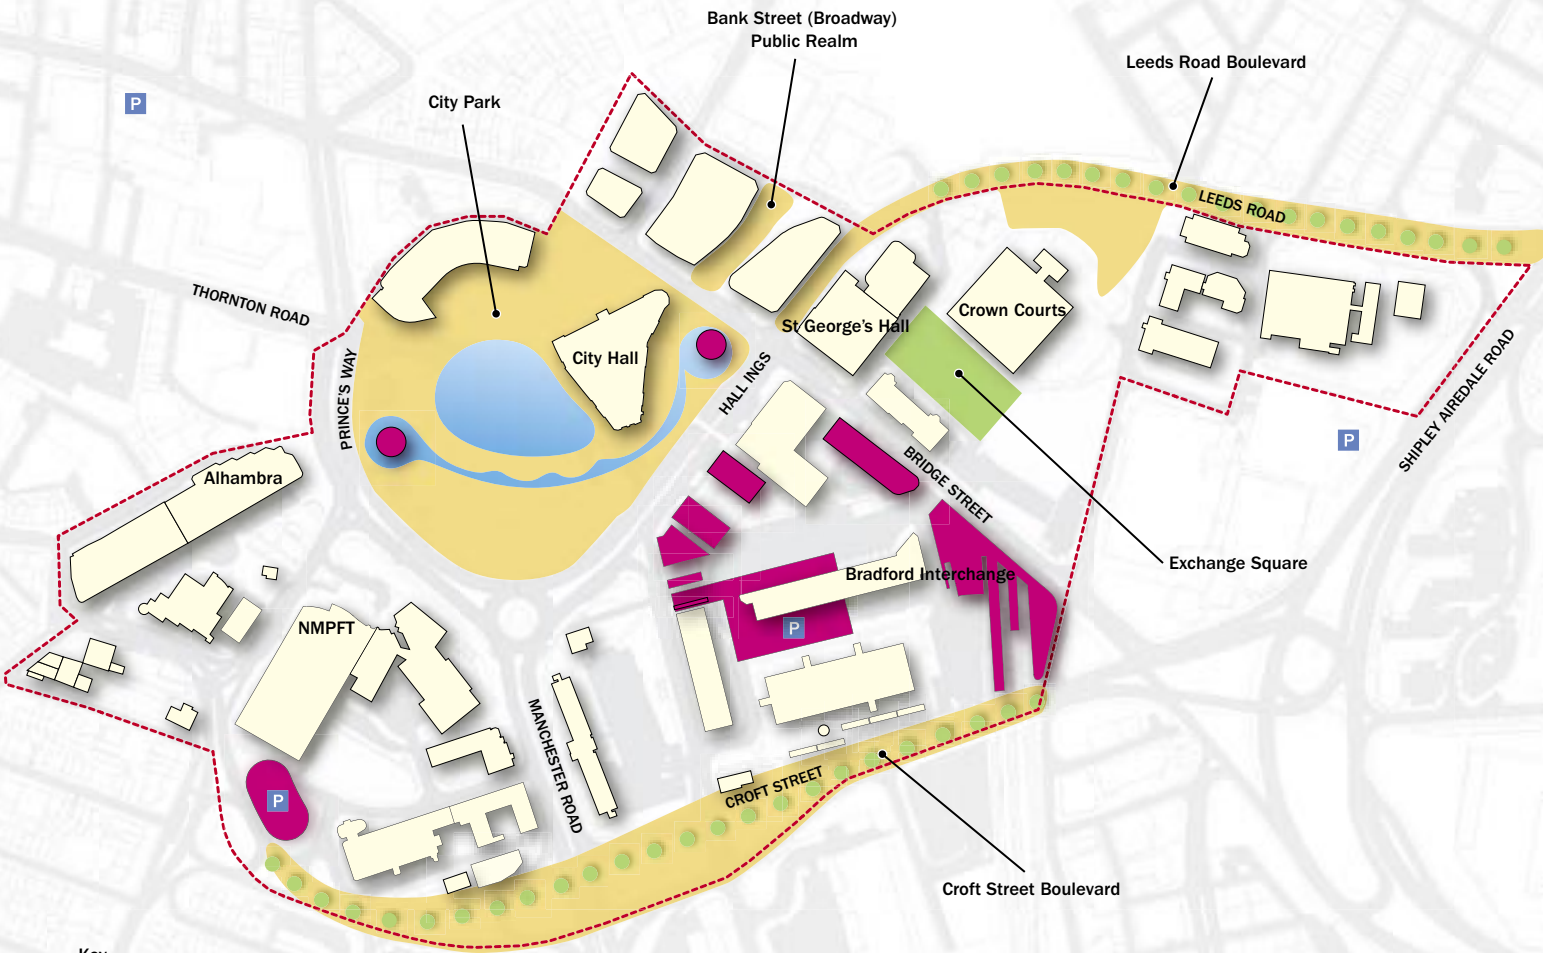 Bank Street (Broadway)
Public Realm
Leeds Road Boulevard
City Park
P
LEEDS ROAD
THORNTON ROAD
St George's Hall
Crown Courts
City Hall
HALL INGS
PRINCE'S WAY
SHIPLEY AIREDALE ROAD
P
Alhambra
BRIDGE STREET
Exchange Square
Bradford Interchange
NMPFT
P
MANCHESTER ROAD
CROFT STREET
P
Croft Street Boulevard